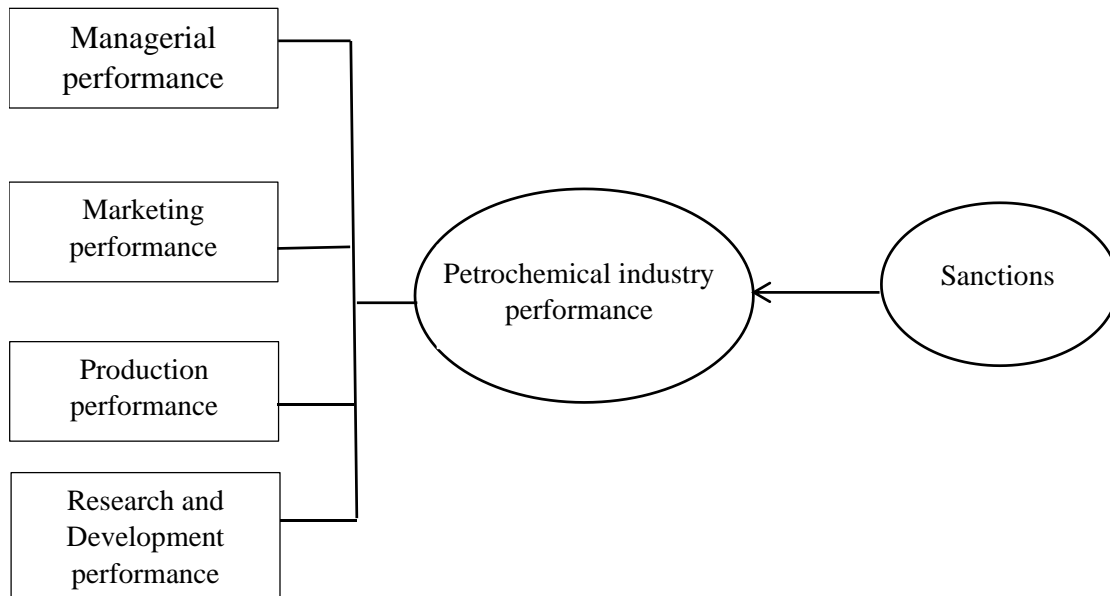 Managerial
performance
Marketing
performance
Production
performance
Research and
Development
performance
Petrochemical industry
performance
Sanctions